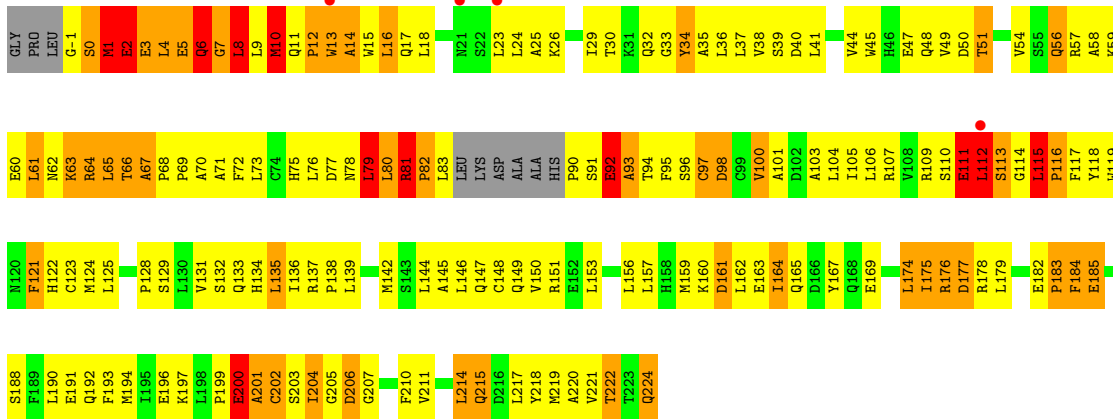 GLY PRO LEU G-1 S0 M1 E2 E3 L4 E5 Q6 G7 L8 L9 M10 Q11 P12 W13 A14 W15 L16 Q17 L18 N21 S22 L23 L24 A25 K26 I29 T30 K31 Q32 G33 Y34 A35 L36 L37 V38 S39 D40 L41 V44 W45 H46 E47 Q48 V49 D50 T51 V54 S55 Q56 R57 A58 K59
E60 L61 N62 K63 R64 L65 T66 A67 P68 P69 A70 A71 F72 L73 C74 H75 L76 D77 N78 L79 L80 R81 P82 L83 LEU LYS ASP ALA ALA HIS P90 S91 E92 A93 T94 F95 S96 C97 D98 C99 V100 A101 D102 A103 L104 I105 L106 R107 V108 R109 S110 E111 L112 S113 G114 L115 P116 F117 Y118 W119
N120 F121 H122 C123 M124 L125 P128 S129 L130 V131 S132 Q133 H134 L135 I136 R137 P138 L139 M142 S143 L144 A145 L146 Q147 C148 Q149 V150 R151 E152 L153 L156 L157 H158 M159 K160 D161 L162 E163 I164 Q165 D166 Y167 Q168 E169 L174 I175 R176 D177 R178 L179 E182 P183 F184 E185
S188 F189 L190 E191 Q192 F193 M194 I195 E196 K197 L198 P199 E200 A201 C202 S203 I204 G205 D206 G207 F210 V211 L214 Q215 D216 L217 Y218 M219 A220 V221 T222 T223 Q224